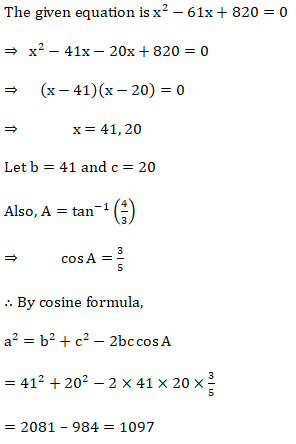 The given equation is x² − 61x + 820 = 0
⇒ x² − 41x − 20x + 820 = 0
⇒ (x − 41)(x − 20) = 0
⇒ x = 41, 20
Let b = 41 and c = 20
Also, A = tan⁻¹ (4/3)
⇒ cos A = 3/5
∴ By cosine formula,
a² = b² + c² − 2bc cos A
= 41² + 20² − 2 × 41 × 20 × 3/5
= 2081 – 984 = 1097